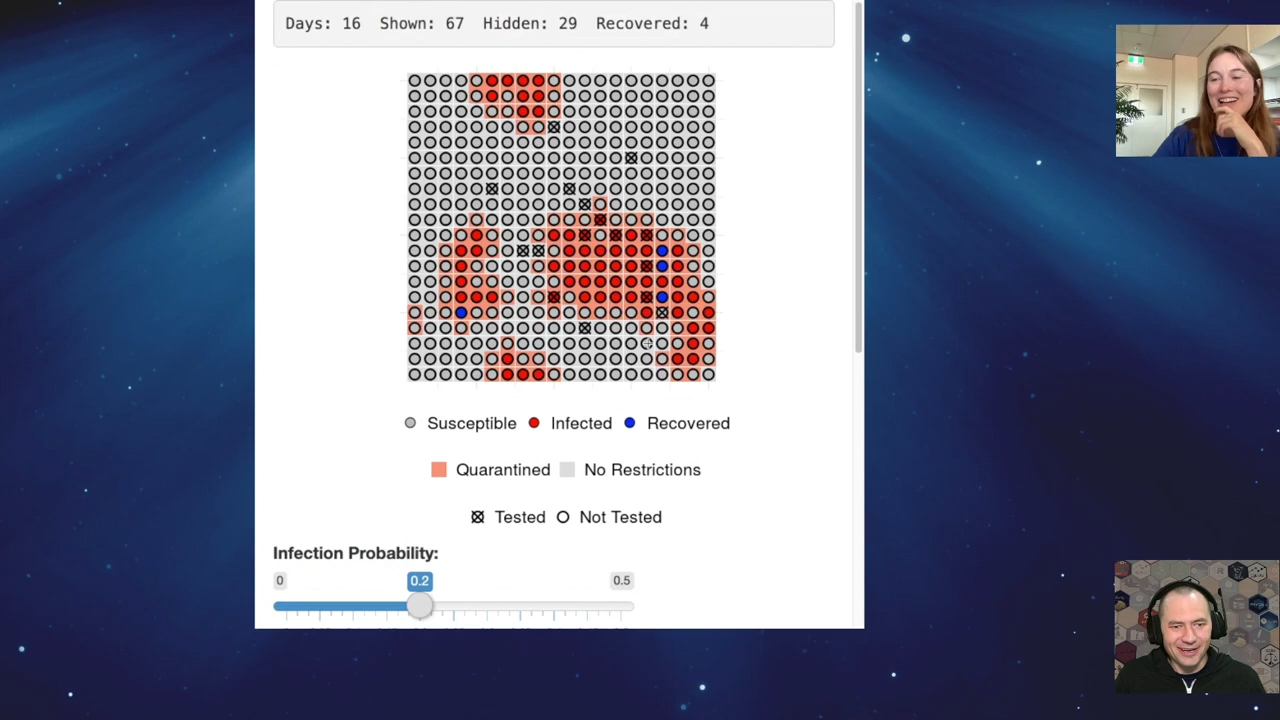 Days: 16 Shown: 67 Hidden: 29 Recovered: 4
Susceptible Infected Recovered
Quarantined No Restrictions
Tested Not Tested
Infection Probability:
0 0.2 0.5